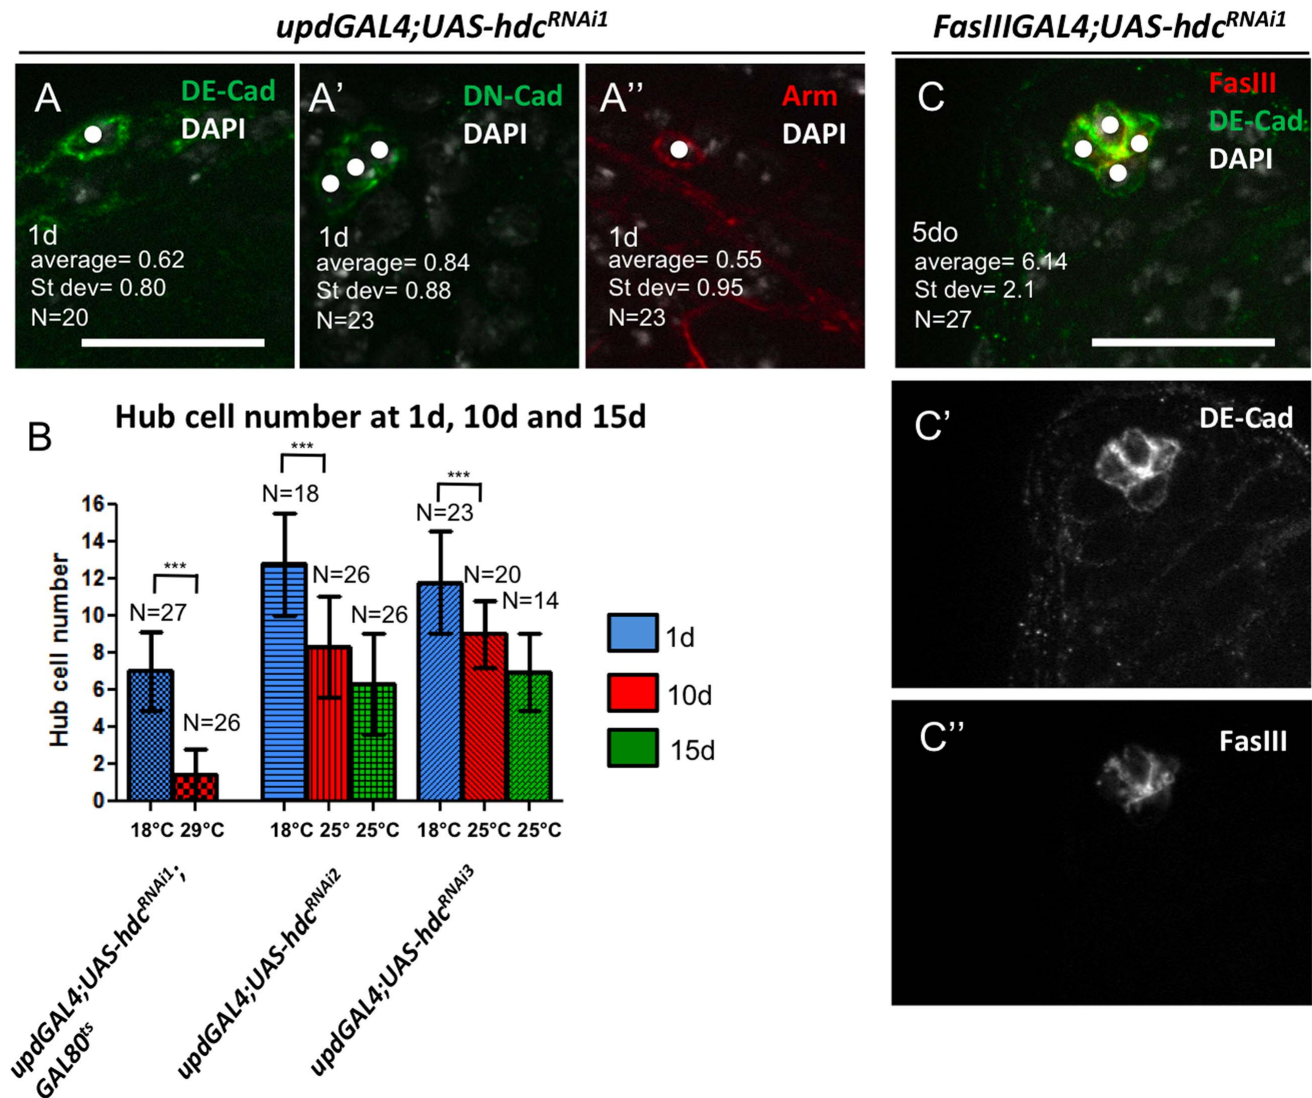 updGAL4;UAS-hdcRNAi1
FasIIIGAL4;UAS-hdcRNAi1
A
DE-Cad
DAPI
1d
average= 0.62
St dev= 0.80
N=20
A'
DN-Cad
DAPI
1d
average= 0.84
St dev= 0.88
N=23
A''
Arm
DAPI
1d
average= 0.55
St dev= 0.95
N=23
C
FasIII
DE-Cad
DAPI
5do
average= 6.14
St dev= 2.1
N=27
C'
DE-Cad
C''
FasIII
B
Hub cell number at 1d, 10d and 15d
Hub cell number
16
14
12
10
8
6
4
2
0
***
N=27
N=26
***
N=18
N=26
N=26
***
N=23
N=20
N=14
18°C 29°C
18°C 25° 25°C
18°C 25°C 25°C
updGAL4;UAS-hdcRNAi1;
GAL80ts
updGAL4;UAS-hdcRNAi2
updGAL4;UAS-hdcRNAi3
1d
10d
15d